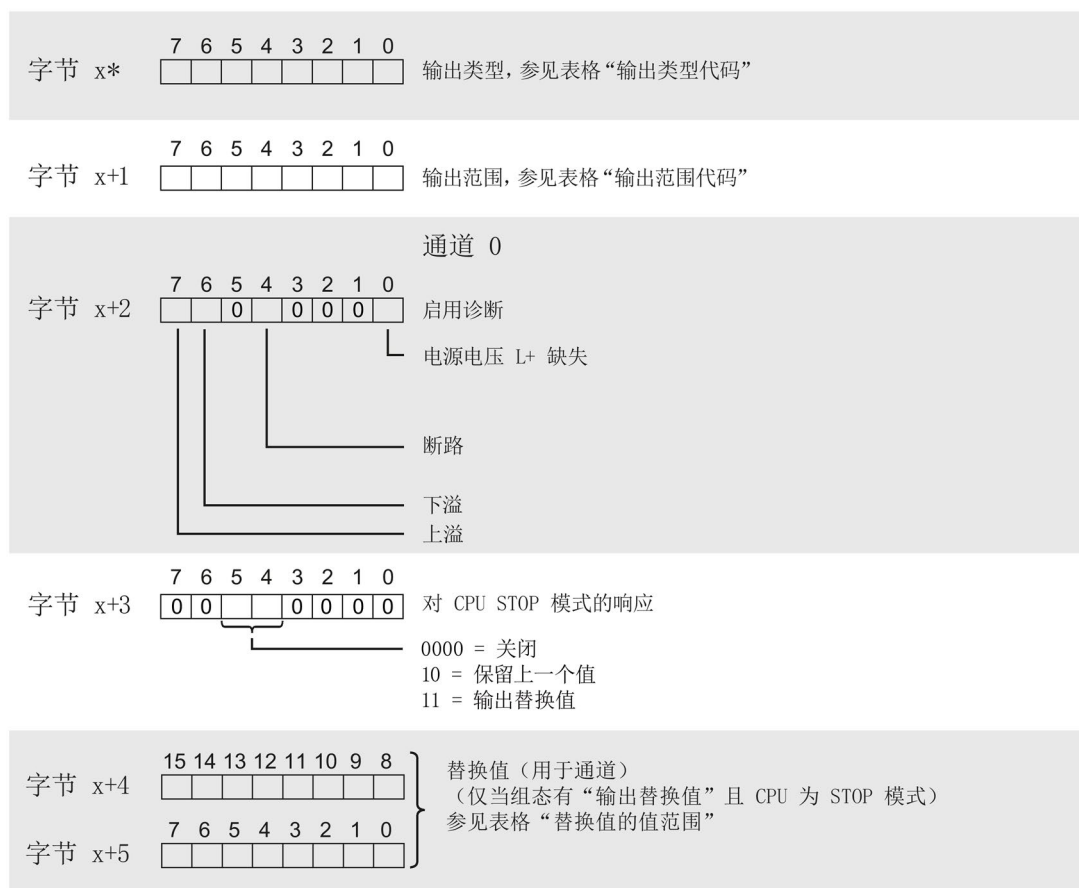 7 6 5 4 3 2 1 0
字节 x* 输出类型，参见表格“输出类型代码”
7 6 5 4 3 2 1 0
字节 x+1 输出范围，参见表格“输出范围代码”
通道 0
7 6 5 4 3 2 1 0
字节 x+2 0 0 0 0 启用诊断
电源电压 L+ 缺失
断路
下溢
上溢
7 6 5 4 3 2 1 0
字节 x+3 0 0 0 0 0 0 对 CPU STOP 模式的响应
0000 = 关闭
10 = 保留上一个值
11 = 输出替换值
15 14 13 12 11 10 9 8
字节 x+4
替换值（用于通道）
（仅当组态有“输出替换值”且 CPU 为 STOP 模式）
参见表格“替换值的值范围”
7 6 5 4 3 2 1 0
字节 x+5